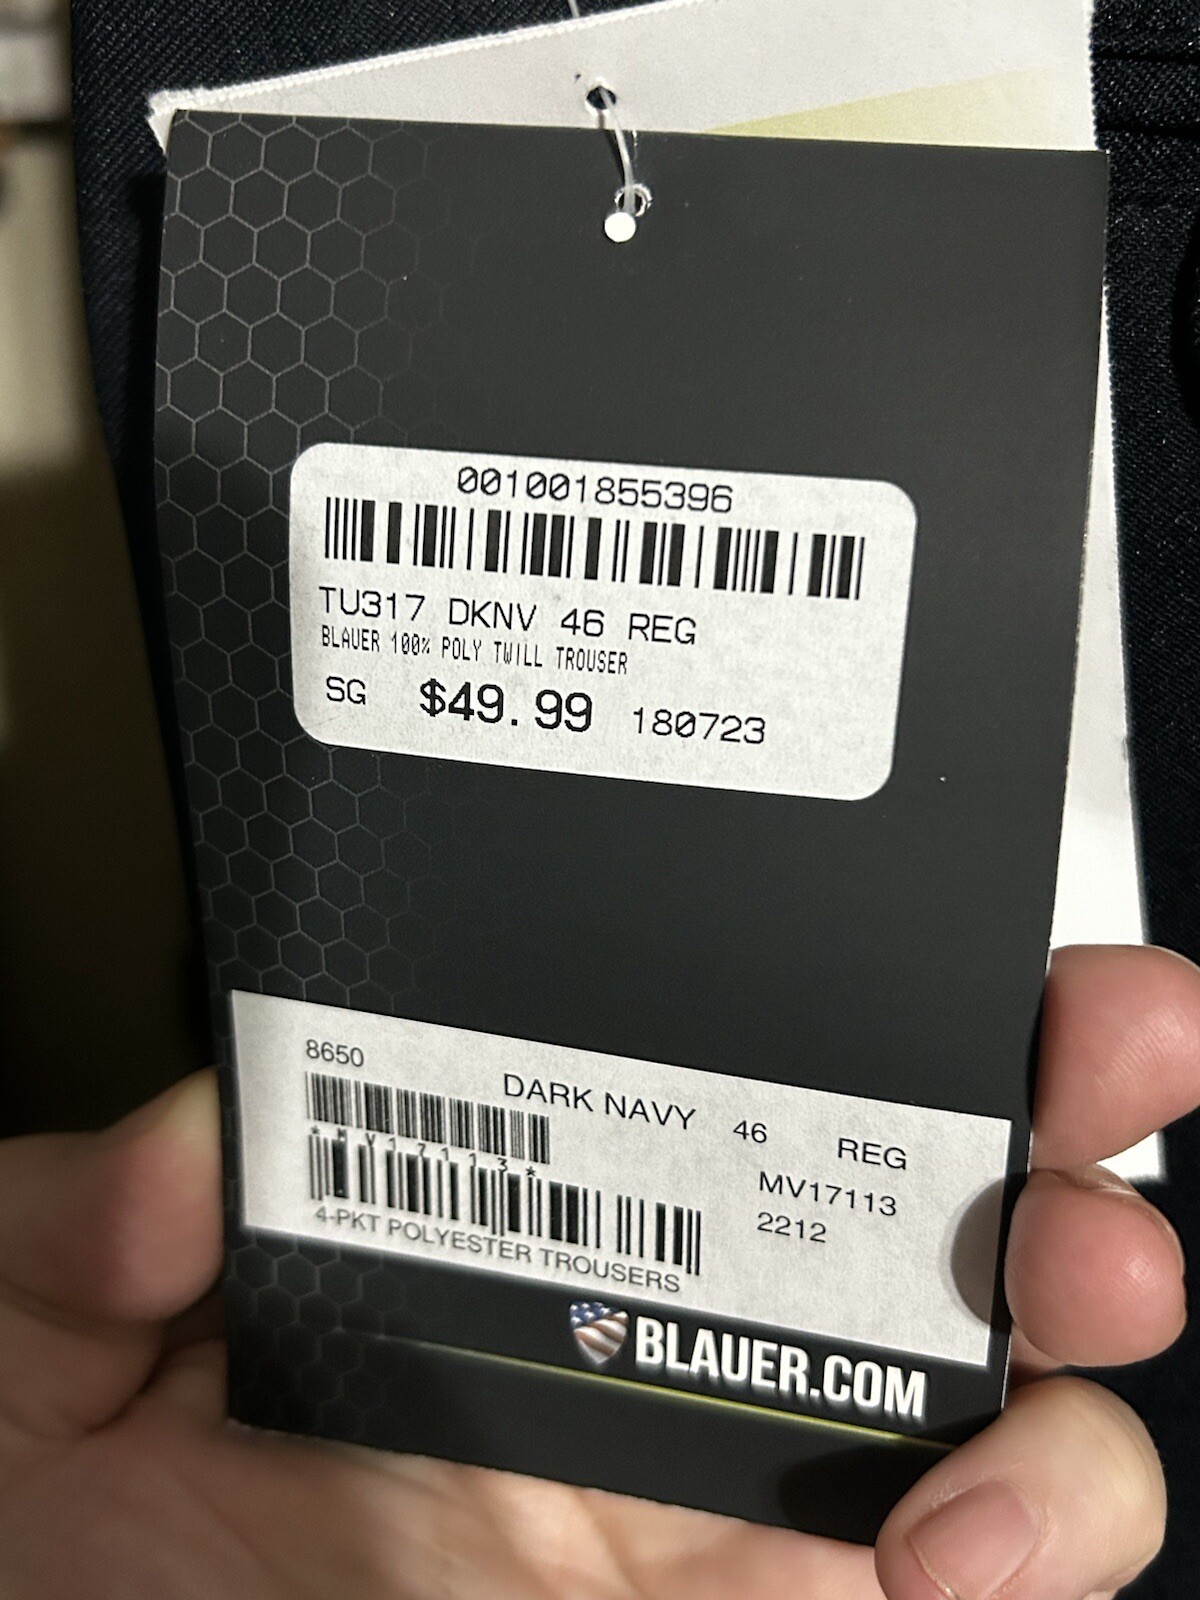 001001855396
TU317 DKNV 46 REG
BLAUER 100% POLY TWILL TROUSER
SG $49.99 180723
8650
DARK NAVY 46 REG
*MV17113*
MV17113
2212
4-PKT POLYESTER TROUSERS
BLAUER.COM